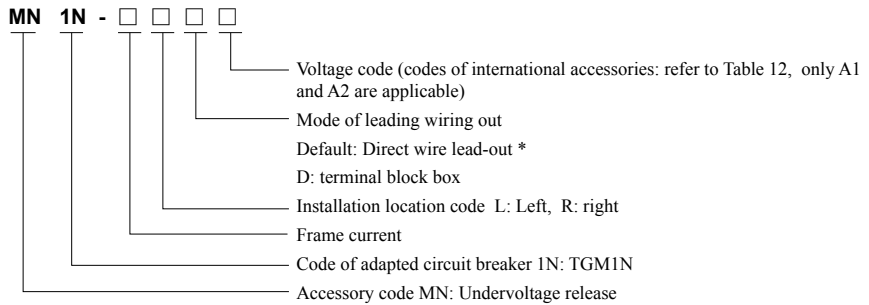 MN 1N - □ □ □ □
Voltage code (codes of international accessories: refer to Table 12, only A1
and A2 are applicable)
Mode of leading wiring out
Default: Direct wire lead-out *
D: terminal block box
Installation location code L: Left, R: right
Frame current
Code of adapted circuit breaker 1N: TGM1N
Accessory code MN: Undervoltage release